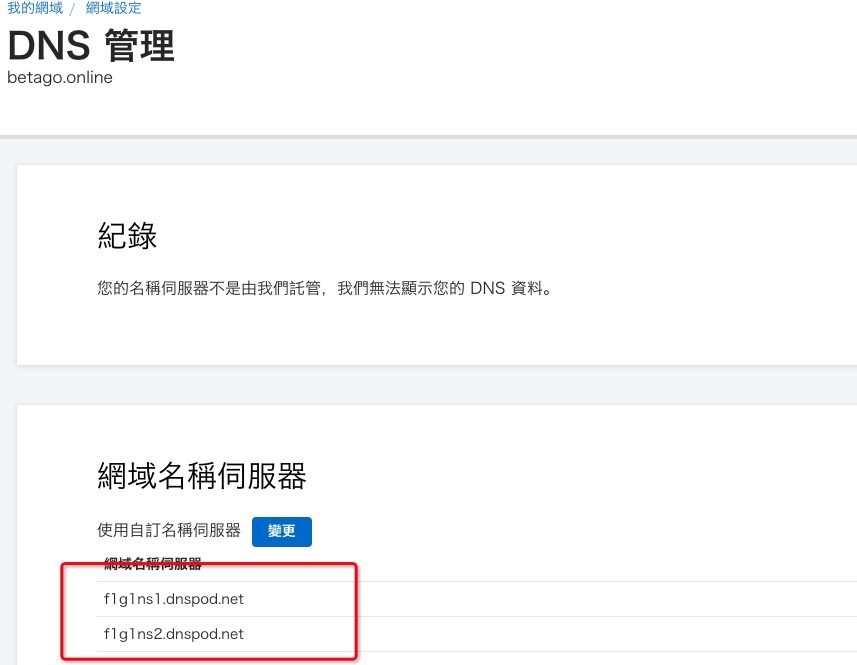 我的網域 / 網域設定
DNS 管理
betago.online
紀錄
您的名稱伺服器不是由我們託管，我們無法顯示您的 DNS 資料。
網域名稱伺服器
使用自訂名稱伺服器 變更
網域名稱伺服器
f1g1ns1.dnspod.net
f1g1ns2.dnspod.net